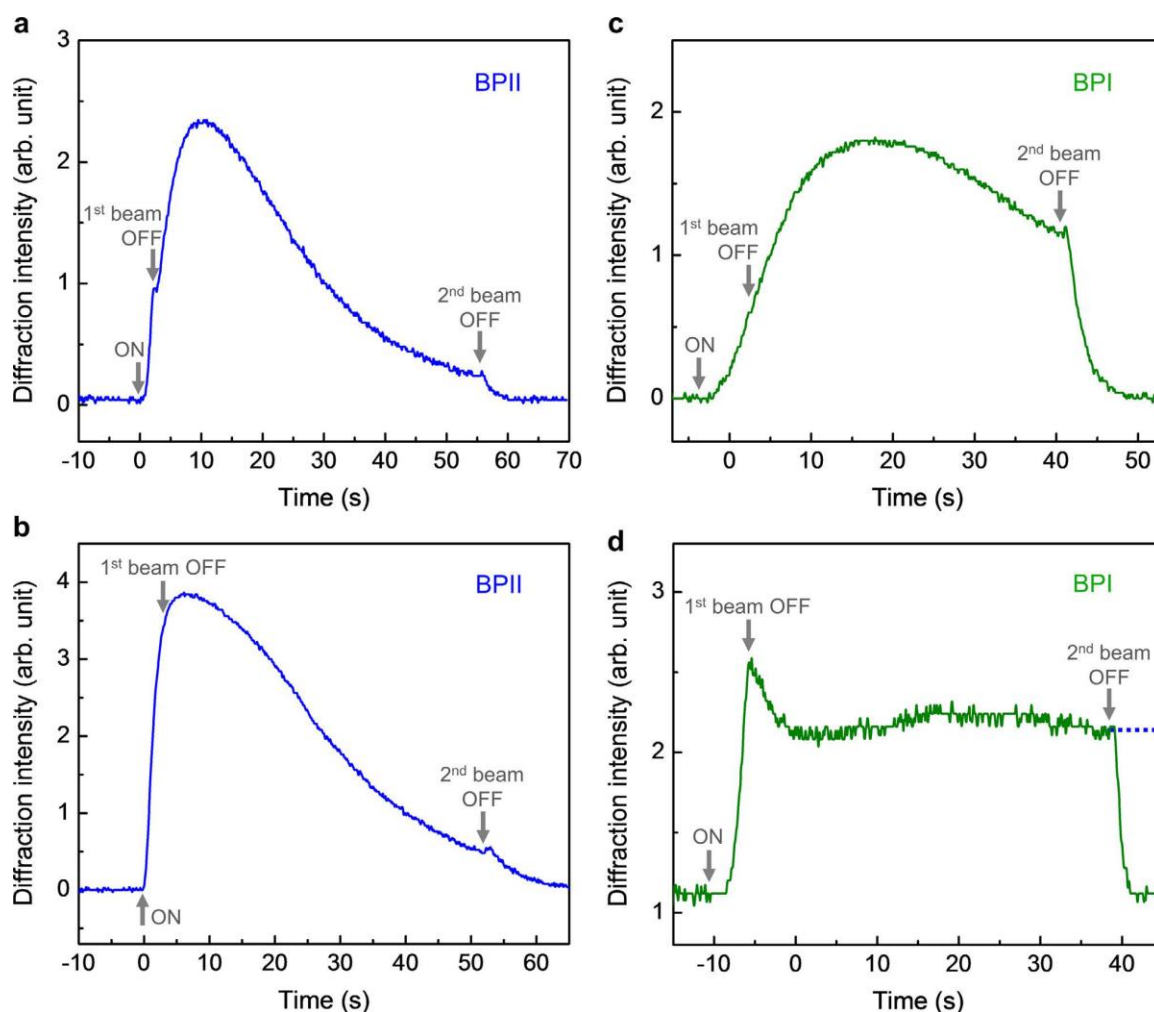 a
BPII
Diffraction intensity (arb. unit)
3
2
1
0
1st beam
OFF
ON
2nd beam
OFF
-10 0 10 20 30 40 50 60 70
Time (s)
c
BPI
Diffraction intensity (arb. unit)
2
1
0
2nd beam
OFF
1st beam
OFF
ON
0 10 20 30 40 50
Time (s)
b
1st beam OFF
BPII
Diffraction intensity (arb. unit)
4
3
2
1
0
2nd beam
OFF
ON
-10 0 10 20 30 40 50 60
Time (s)
d
BPI
Diffraction intensity (arb. unit)
3
2
1
1st beam OFF
2nd beam
OFF
ON
-10 0 10 20 30 40
Time (s)